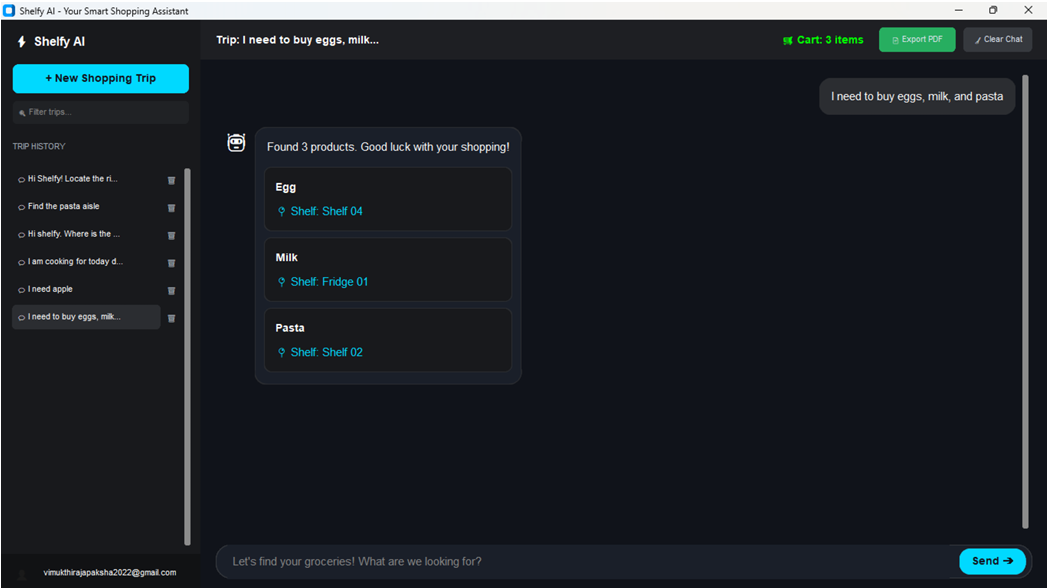 Shelfy AI - Your Smart Shopping Assistant
Shelfy AI
+ New Shopping Trip
Filter trips...
TRIP HISTORY
Hi Shelfy! Locate the ri...
Find the pasta aisle
Hi shelfy. Where is the ...
I am cooking for today d...
I need apple
I need to buy eggs, milk...
vimukthirajapaksha2022@gmail.com
Trip: I need to buy eggs, milk...
Cart: 3 items
Export PDF
Clear Chat
I need to buy eggs, milk, and pasta
Found 3 products. Good luck with your shopping!
Egg
Shelf: Shelf 04
Milk
Shelf: Fridge 01
Pasta
Shelf: Shelf 02
Let's find your groceries! What are we looking for?
Send ➔